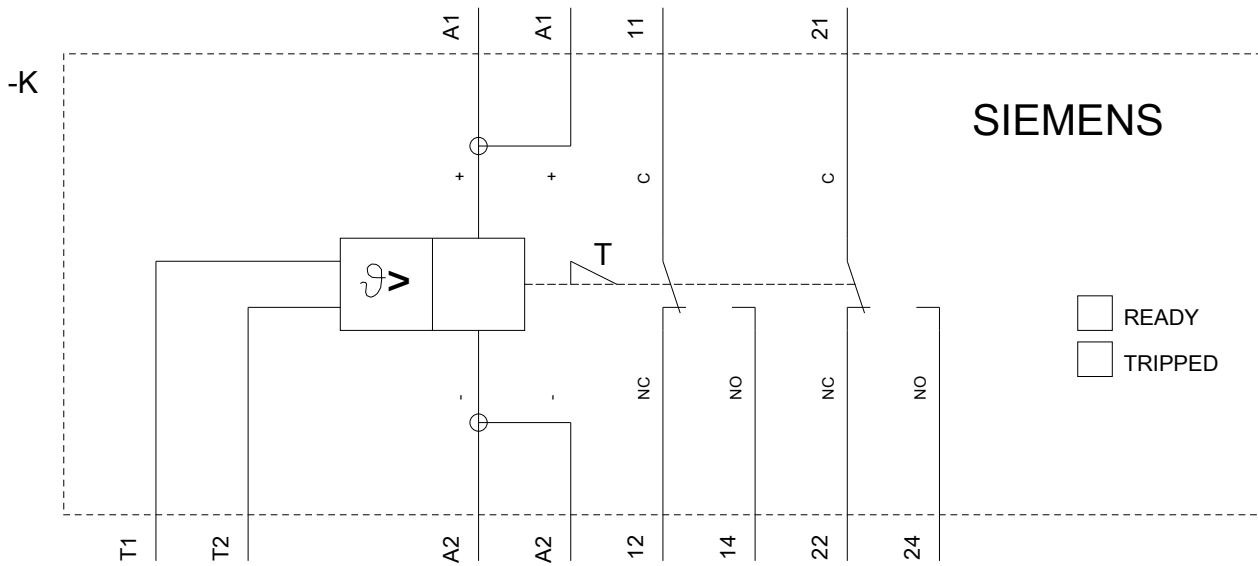 A1
A1
11
21
-K
SIEMENS
+
+
C
C
T
ϑ>
READY
TRIPPED
-
-
NC
NO
NC
NO
T1
T2
A2
A2
12
14
22
24